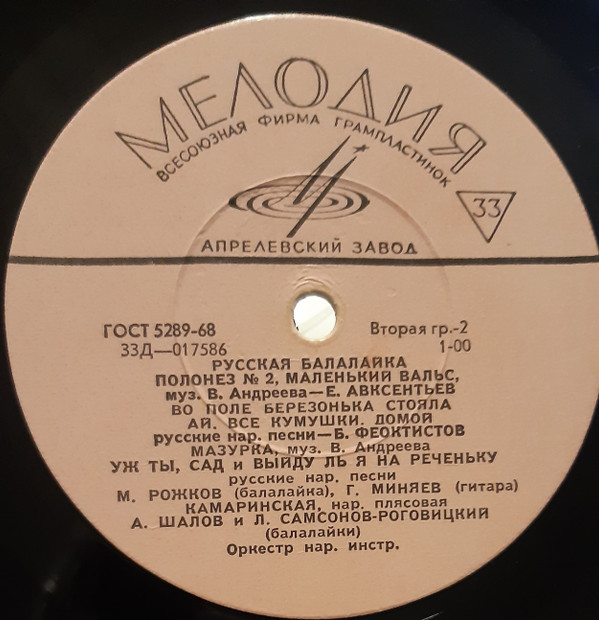 МЕЛОДИЯ
ВСЕСОЮЗНАЯ ФИРМА ГРАМПЛАСТИНОК
33
АПРЕЛЕВСКИЙ ЗАВОД
ГОСТ 5289-68 Вторая гр.-2
33Д—017586 1-00
РУССКАЯ БАЛАЛАЙКА
ПОЛОНЕЗ № 2, МАЛЕНЬКИЙ ВАЛЬС,
муз. В. Андреева—Е. АВКСЕНТЬЕВ
ВО ПОЛЕ БЕРЕЗОНЬКА СТОЯЛА
АЙ. ВСЕ КУМУШКИ. ДОМОЙ
русские нар. песни—Б. ФЕОКТИСТОВ
МАЗУРКА, муз. В. Андреева
УЖ ТЫ, САД и ВЫЙДУ ЛЬ Я НА РЕЧЕНЬКУ
русские нар. песни
М. РОЖКОВ (балалайка), Г. МИНЯЕВ (гитара)
КАМАРИНСКАЯ, нар. плясовая
А. ШАЛОВ и Л. САМСОНОВ-РОГОВИЦКИЙ
(балалайки)
Оркестр нар. инстр.